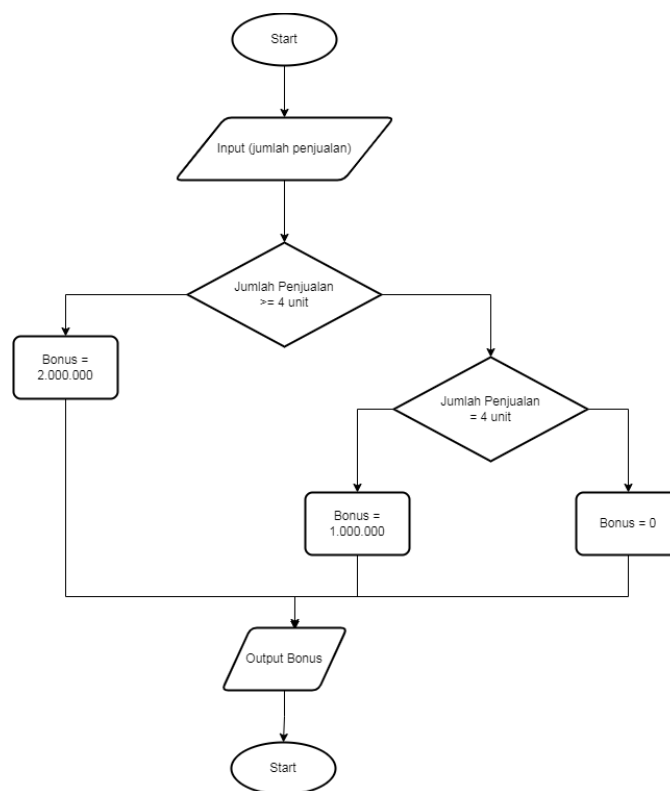 Start
Input (jumlah penjualan)
Jumlah Penjualan
>= 4 unit
Bonus =
2.000.000
Jumlah Penjualan
= 4 unit
Bonus =
1.000.000
Bonus = 0
Output Bonus
Start